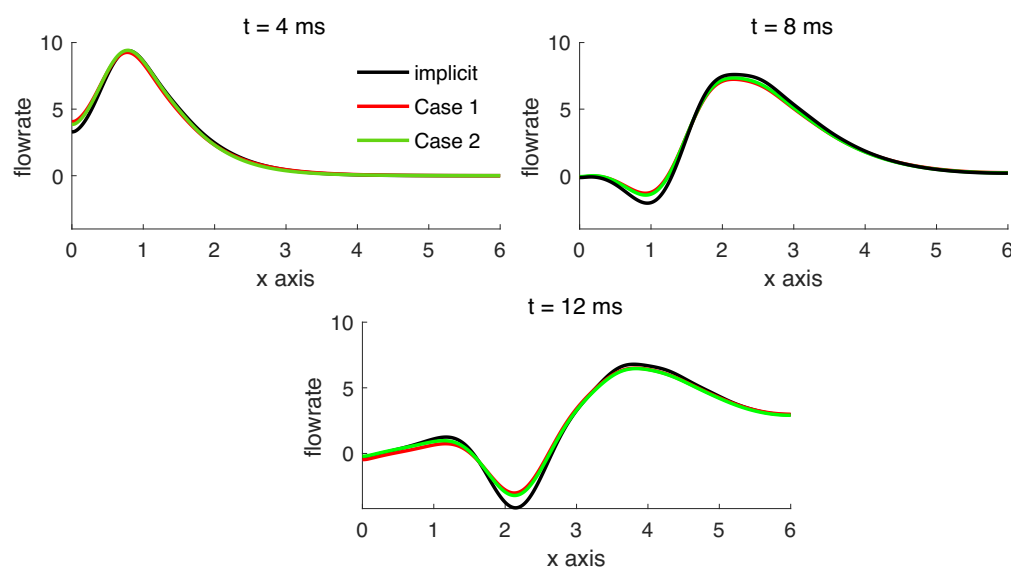 t = 4 ms
10
5
0
flowrate
0 1 2 3 4 5 6
x axis
implicit
Case 1
Case 2
t = 8 ms
10
5
0
flowrate
0 1 2 3 4 5 6
x axis
t = 12 ms
10
5
0
flowrate
0 1 2 3 4 5 6
x axis